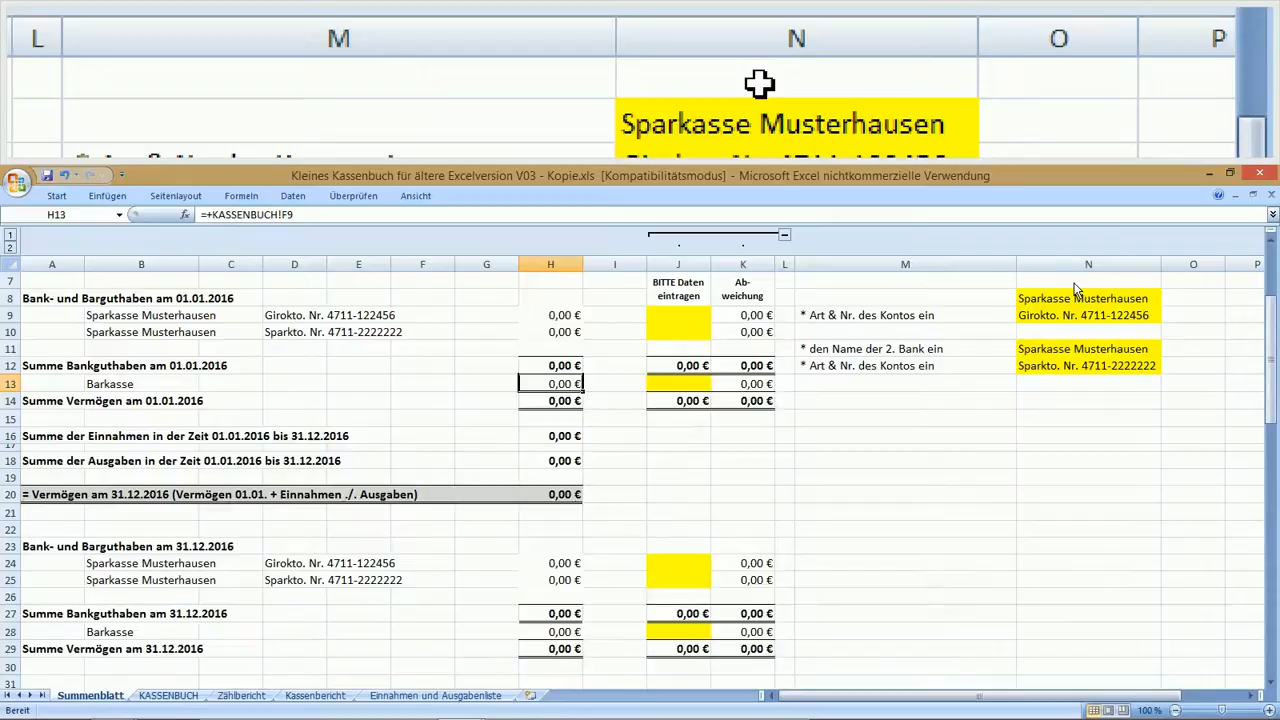 L M N O P
Sparkasse Musterhausen
Kleines Kassenbuch für ältere Excelversion V03 - Kopie.xls [Kompatibilitätsmodus] - Microsoft Excel nichtkommerzielle Verwendung
Start Einfügen Seitenlayout Formeln Daten Überprüfen Ansicht
H13 fx =+KASSENBUCH!F9
1
2
A B C D E F G H I J K L M N O P
7 BITTE Daten eintragen Ab-weichung
8 Bank- und Barguthaben am 01.01.2016 Sparkasse Musterhausen
9 Sparkasse Musterhausen Girokto. Nr. 4711-122456 0,00 € 0,00 € * Art & Nr. des Kontos ein Girokto. Nr. 4711-122456
10 Sparkasse Musterhausen Sparkto. Nr. 4711-2222222 0,00 € 0,00 €
11 * den Name der 2. Bank ein Sparkasse Musterhausen
12 Summe Bankguthaben am 01.01.2016 0,00 € 0,00 € 0,00 € * Art & Nr. des Kontos ein Sparkto. Nr. 4711-2222222
13 Barkasse 0,00 € 0,00 €
14 Summe Vermögen am 01.01.2016 0,00 € 0,00 € 0,00 €
15
16 Summe der Einnahmen in der Zeit 01.01.2016 bis 31.12.2016 0,00 €
17
18 Summe der Ausgaben in der Zeit 01.01.2016 bis 31.12.2016 0,00 €
19
20 = Vermögen am 31.12.2016 (Vermögen 01.01. + Einnahmen ./. Ausgaben) 0,00 €
21
22
23 Bank- und Barguthaben am 31.12.2016
24 Sparkasse Musterhausen Girokto. Nr. 4711-122456 0,00 € 0,00 €
25 Sparkasse Musterhausen Sparkto. Nr. 4711-2222222 0,00 € 0,00 €
26
27 Summe Bankguthaben am 31.12.2016 0,00 € 0,00 € 0,00 €
28 Barkasse 0,00 € 0,00 €
29 Summe Vermögen am 31.12.2016 0,00 € 0,00 € 0,00 €
30
31
Summenblatt KASSENBUCH Zählbericht Kassenbericht Einnahmen und Ausgabenliste
Bereit 100 %